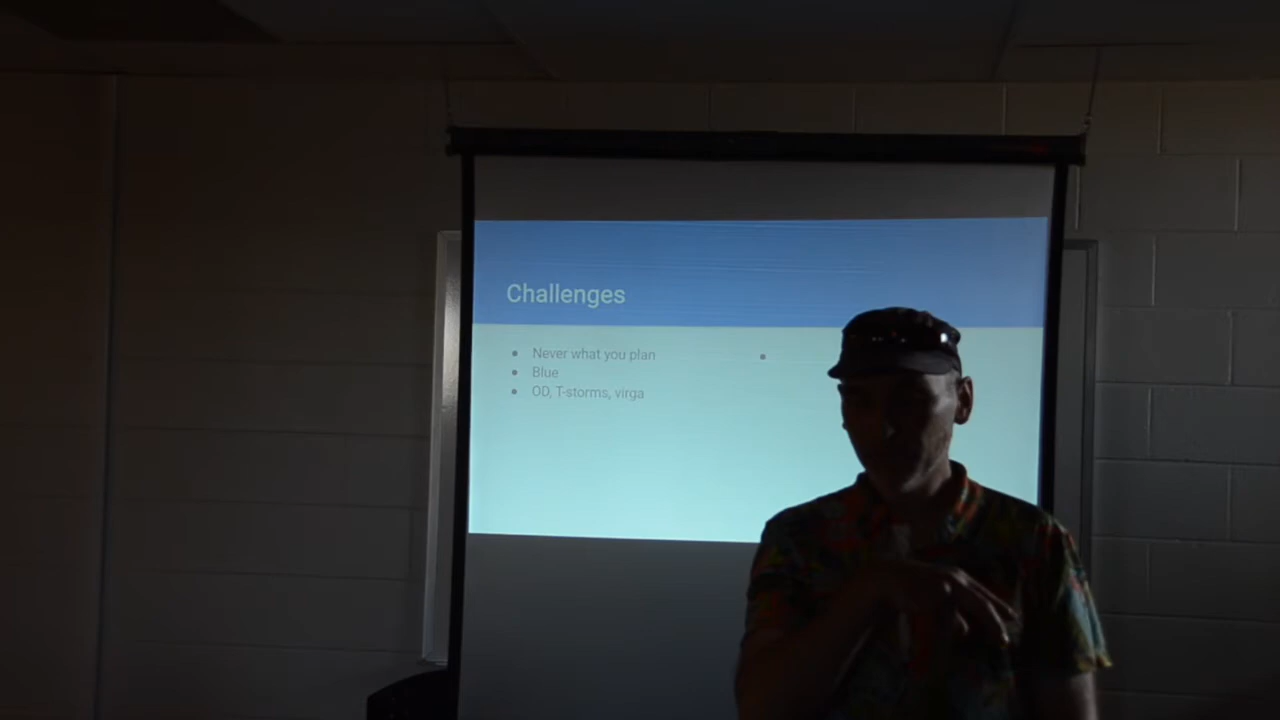 Challenges
• Never what you plan
• Blue
• OD, T-storms, virga
•